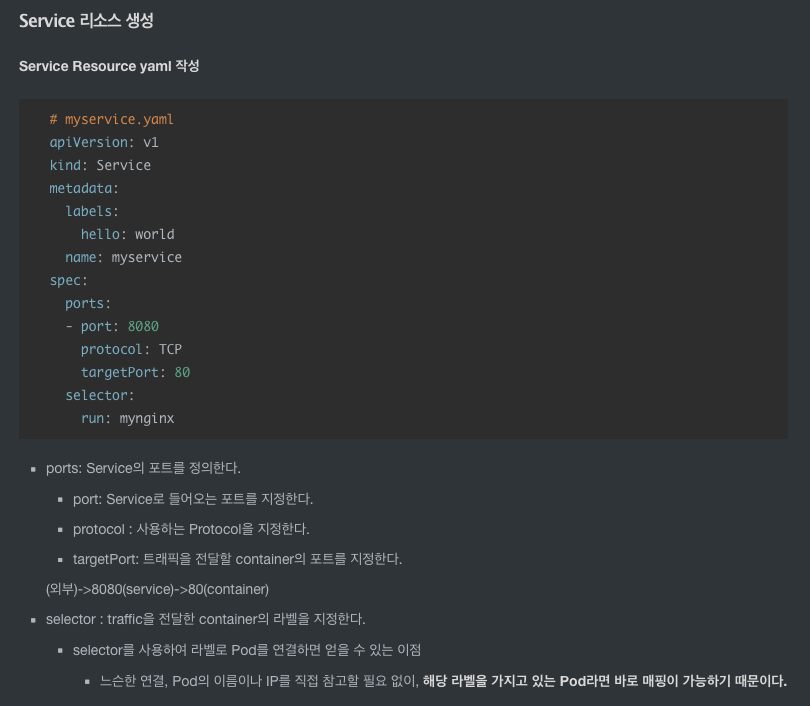 Service 리소스 생성
Service Resource yaml 작성
# myservice.yaml
apiVersion: v1
kind: Service
metadata:
  labels:
    hello: world
  name: myservice
spec:
  ports:
  - port: 8080
    protocol: TCP
    targetPort: 80
  selector:
    run: mynginx
▪ ports: Service의 포트를 정의한다.
▪ port: Service로 들어오는 포트를 지정한다.
▪ protocol : 사용하는 Protocol을 지정한다.
▪ targetPort: 트래픽을 전달할 container의 포트를 지정한다.
(외부)->8080(service)->80(container)
▪ selector : traffic을 전달한 container의 라벨을 지정한다.
▪ selector를 사용하여 라벨로 Pod를 연결하면 얻을 수 있는 이점
▪ 느슨한 연결, Pod의 이름이나 IP를 직접 참고할 필요 없이, 해당 라벨을 가지고 있는 Pod라면 바로 매핑이 가능하기 때문이다.